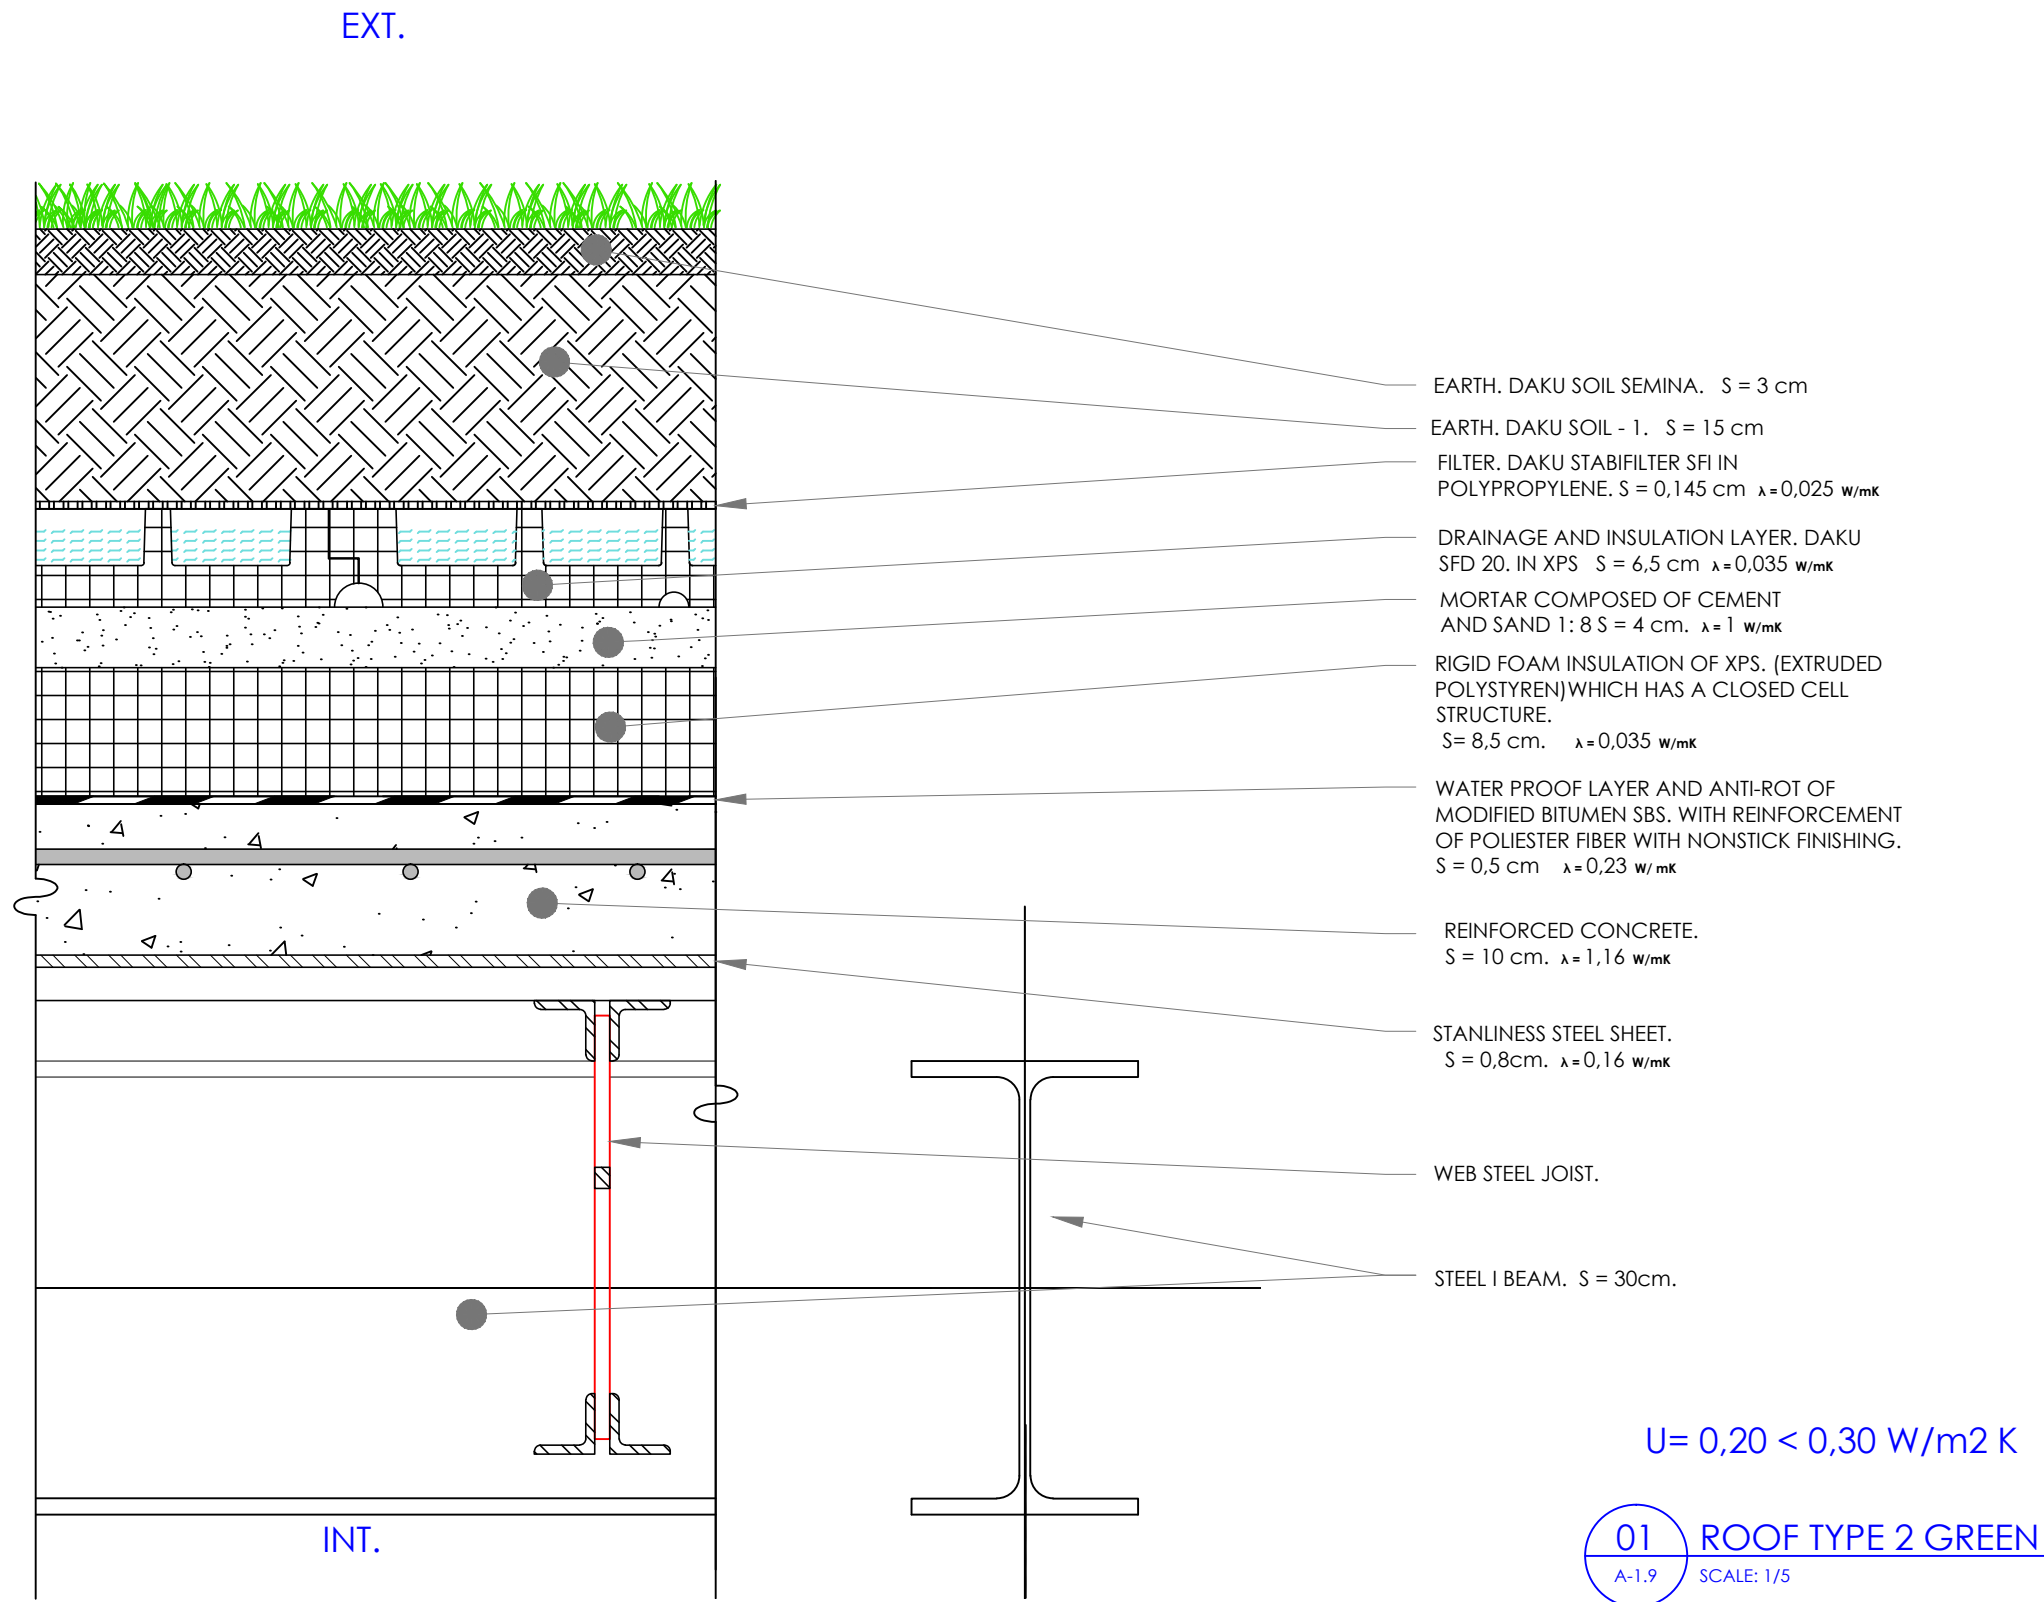 EXT.
EARTH. DAKU SOIL SEMINA. S = 3 cm
EARTH. DAKU SOIL - 1. S = 15 cm
FILTER. DAKU STABIFILTER SFI IN
POLYPROPYLENE. S = 0,145 cm λ = 0,025 W/mK
DRAINAGE AND INSULATION LAYER. DAKU
SFD 20. IN XPS S = 6,5 cm λ = 0,035 W/mK
MORTAR COMPOSED OF CEMENT
AND SAND 1: 8 S = 4 cm. λ = 1 W/mK
RIGID FOAM INSULATION OF XPS. (EXTRUDED
POLYSTYREN)WHICH HAS A CLOSED CELL
STRUCTURE.
S= 8,5 cm. λ = 0,035 W/mK
WATER PROOF LAYER AND ANTI-ROT OF
MODIFIED BITUMEN SBS. WITH REINFORCEMENT
OF POLIESTER FIBER WITH NONSTICK FINISHING.
S = 0,5 cm λ = 0,23 W/ mK
REINFORCED CONCRETE.
S = 10 cm. λ = 1,16 W/mK
STANLINESS STEEL SHEET.
S = 0,8cm. λ = 0,16 W/mK
WEB STEEL JOIST.
STEEL I BEAM. S = 30cm.
U= 0,20 < 0,30 W/m2 K
INT.
01 ROOF TYPE 2 GREEN
A-1.9 SCALE: 1/5